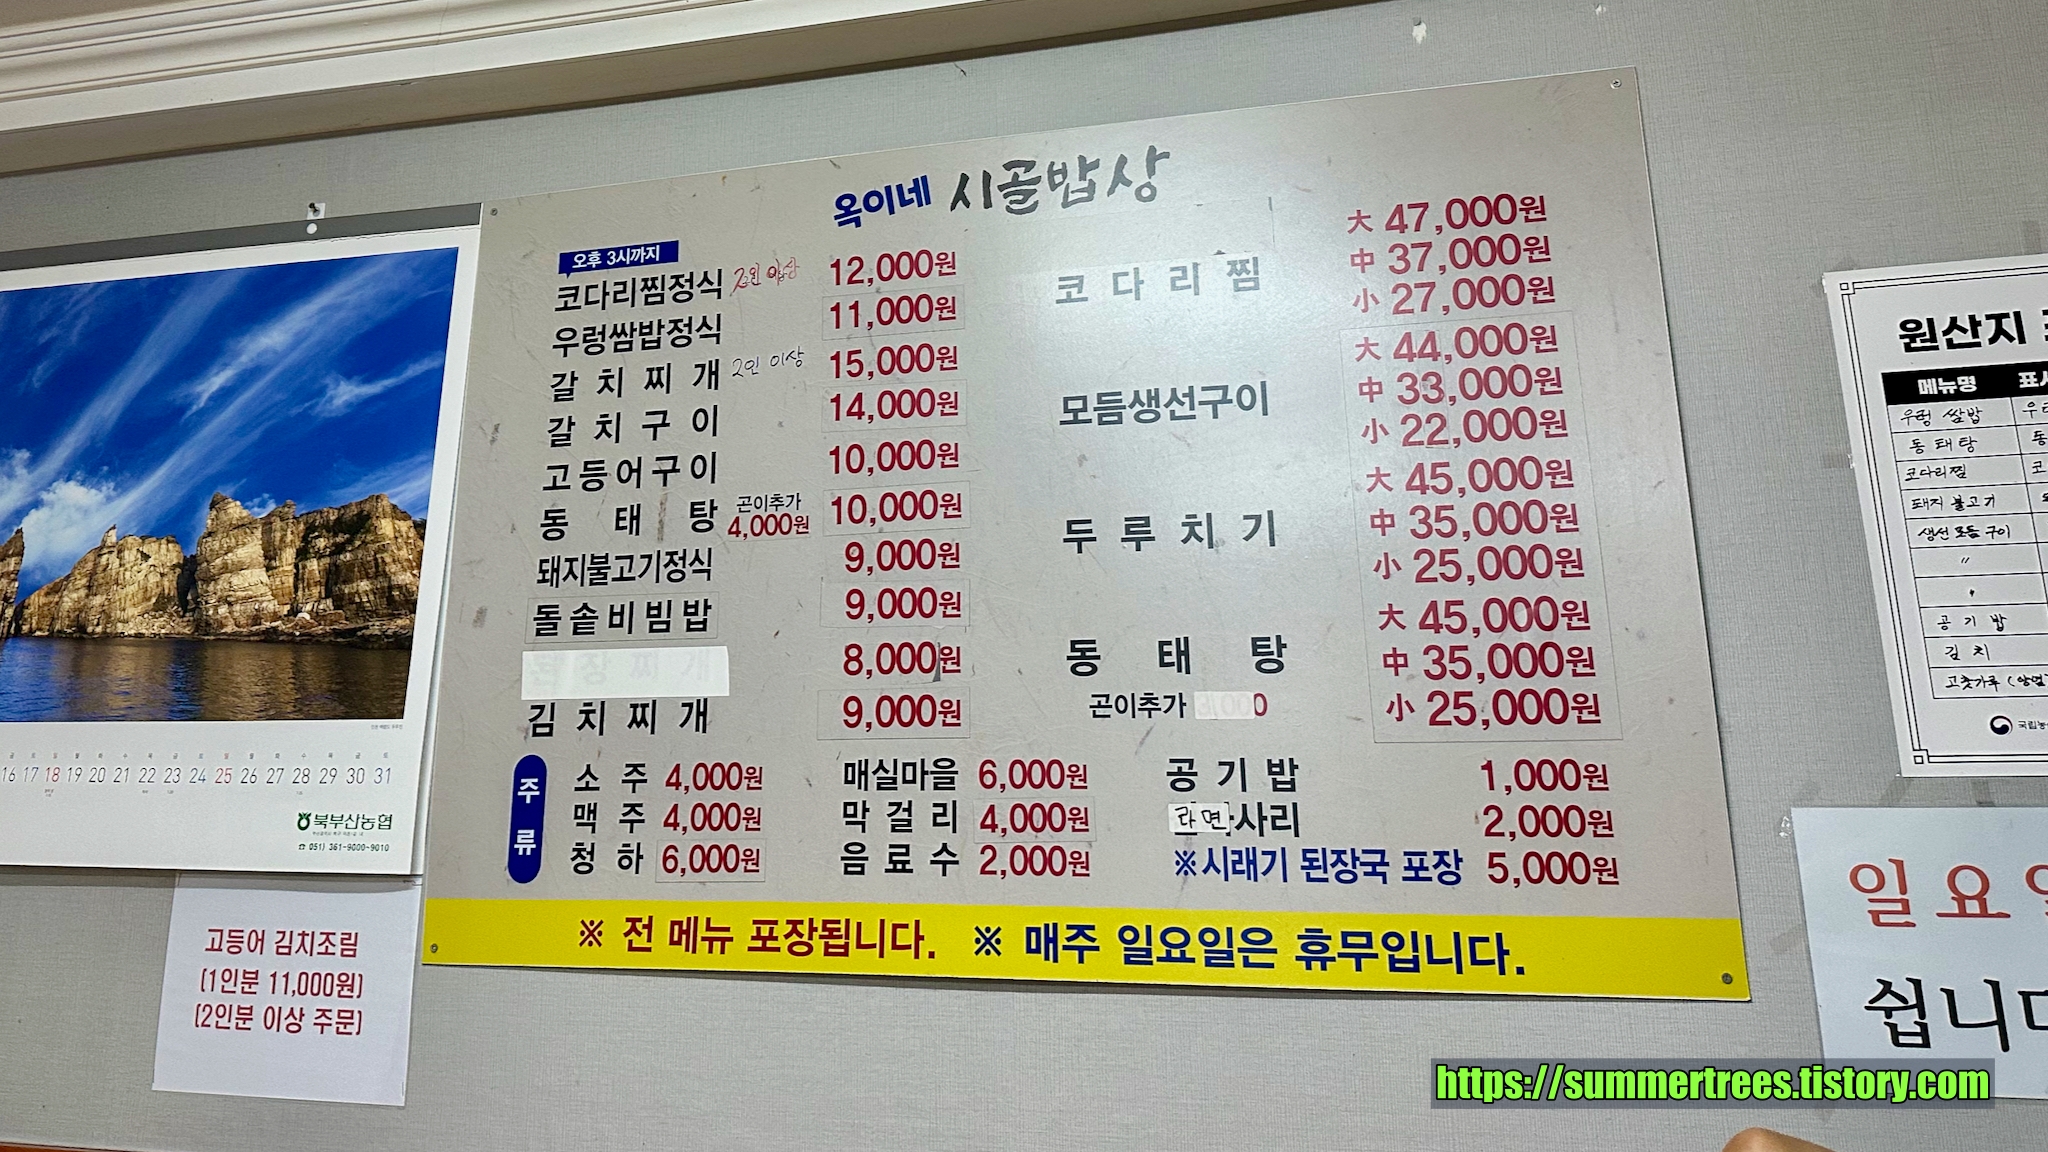 옥이네 시골밥상
오후 3시까지
코다리찜정식 2인 이상 12,000원
우렁쌈밥정식 11,000원
갈치찌개 2인 이상 15,000원
갈치구이 14,000원
고등어구이 10,000원
동태탕 곤이추가 4,000원 10,000원
돼지불고기정식 9,000원
돌솥비빔밥 9,000원
된장찌개 8,000원
김치찌개 9,000원
코다리찜
大 47,000원
中 37,000원
小 27,000원
모듬생선구이
大 44,000원
中 33,000원
小 22,000원
두루치기
大 45,000원
中 35,000원
小 25,000원
동태탕
곤이추가
大 45,000원
中 35,000원
小 25,000원
주류
소주 4,000원 매실마을 6,000원 공기밥 1,000원
맥주 4,000원 막걸리 4,000원 라면사리 2,000원
청하 6,000원 음료수 2,000원 ※시래기 된장국 포장 5,000원
※ 전 메뉴 포장됩니다. ※ 매주 일요일은 휴무입니다.
16 17 18 19 20 21 22 23 24 25 26 27 28 29 30 31
북부산농협
051) 361-9000~9010
고등어 김치조림
(1인분 11,000원)
(2인분 이상 주문)
원산지
메뉴명
우렁 쌈밥
동태탕
코다리찜
돼지 불고기
생선 모듬 구이
〃
공기밥
김치
고춧가루
일요
쉽니
https://summertrees.tistory.com